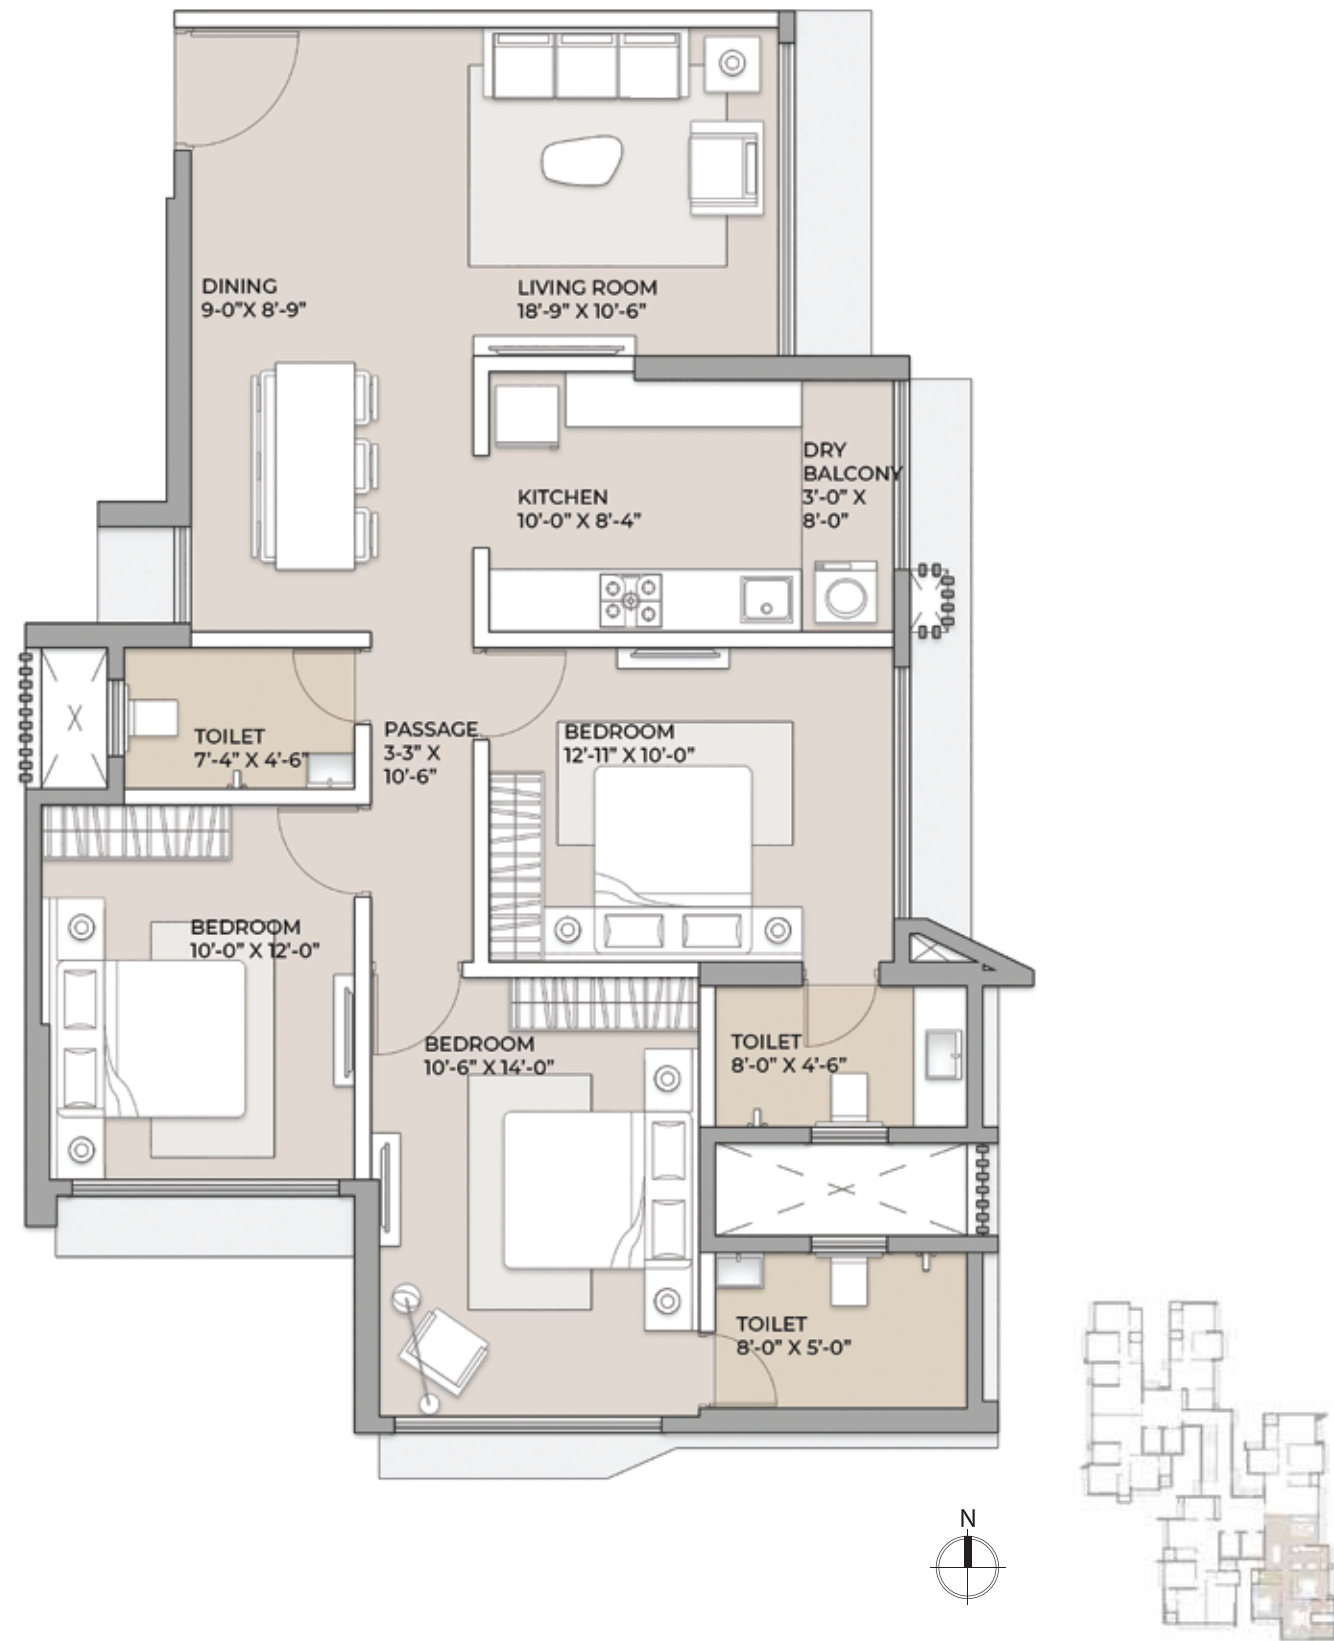 DINING
9-0”X 8’-9”
LIVING ROOM
18’-9” X 10’-6”
DRY
BALCONY
3’-0” X
8’-0”
KITCHEN
10’-0” X 8’-4”
TOILET
7’-4” X 4’-6”
PASSAGE
3-3” X
10’-6”
BEDROOM
12’-11” X 10’-0”
BEDROOM
10’-0” X 12’-0”
BEDROOM
10’-6” X 14’-0”
TOILET
8’-0” X 4’-6”
TOILET
8’-0” X 5’-0”
N